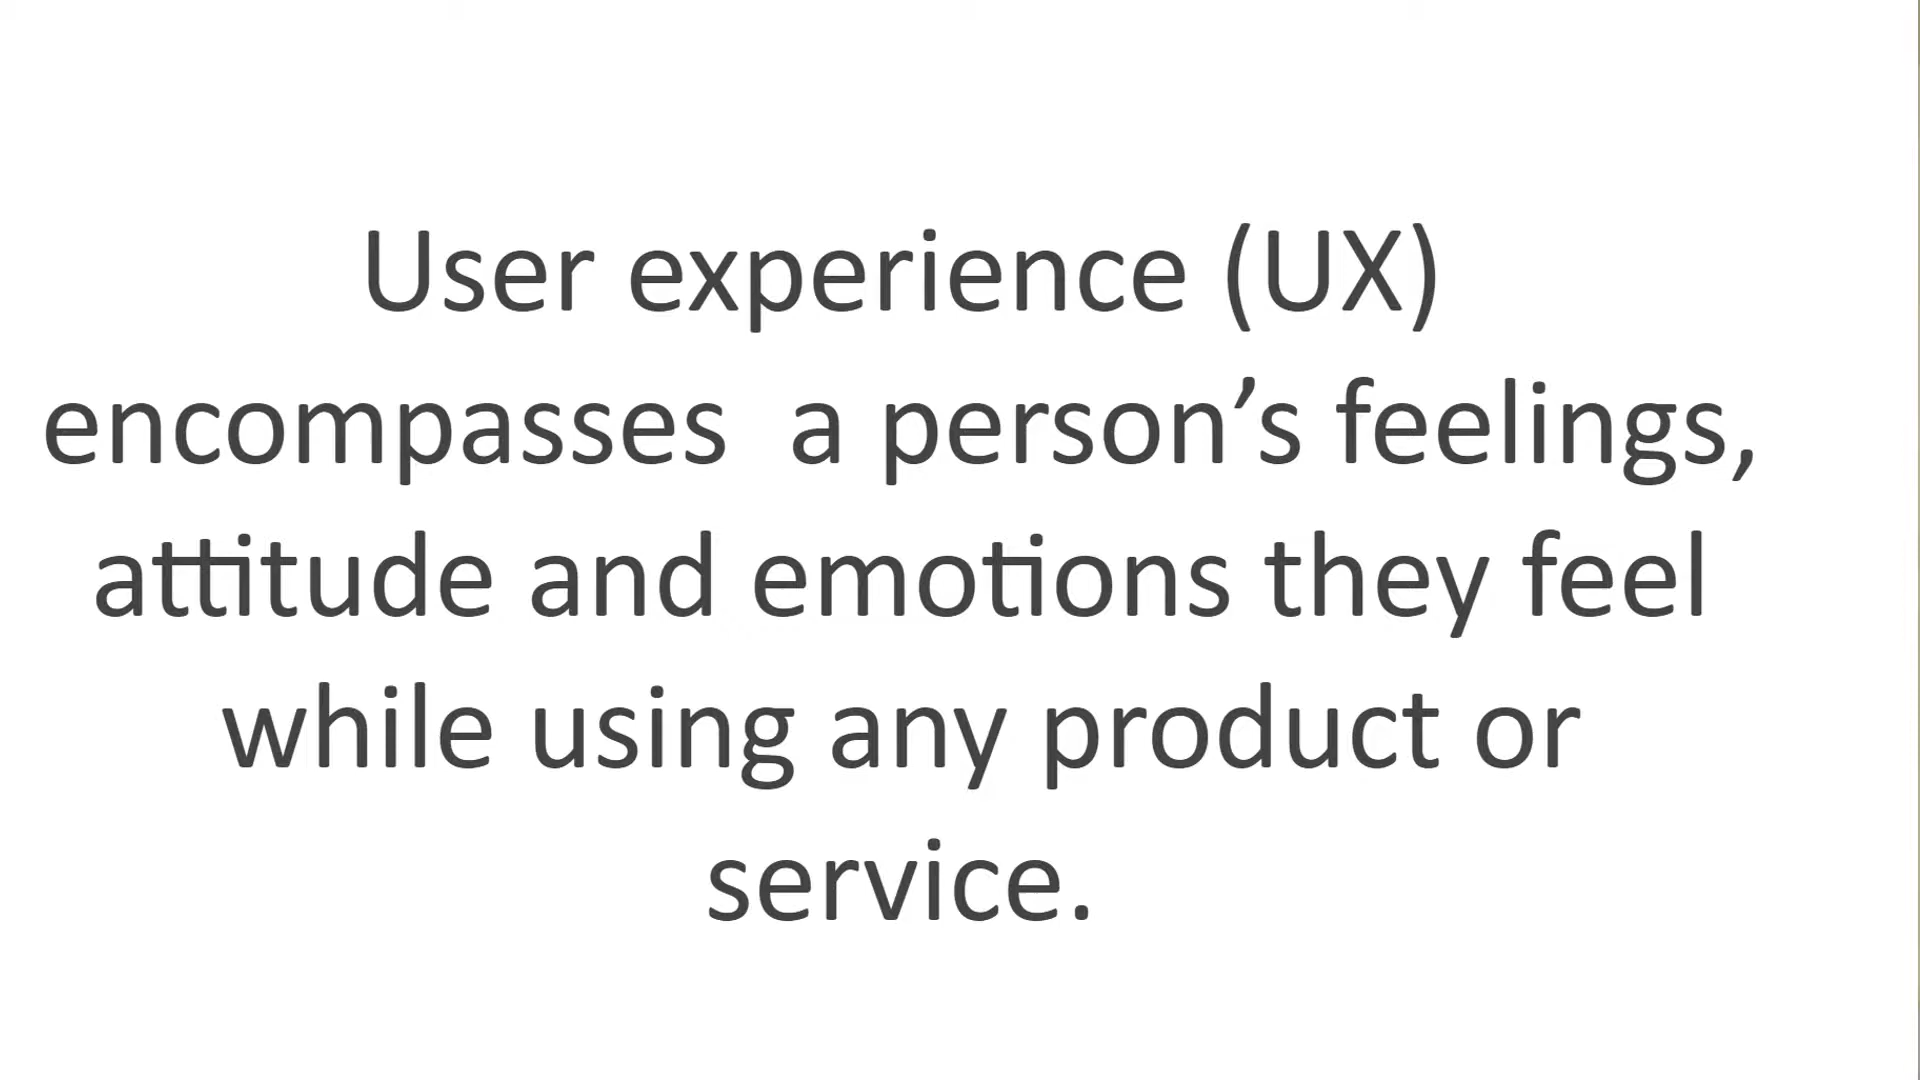 User experience (UX)
encompasses  a person’s feelings,
attitude and emotions they feel
while using any product or
service.